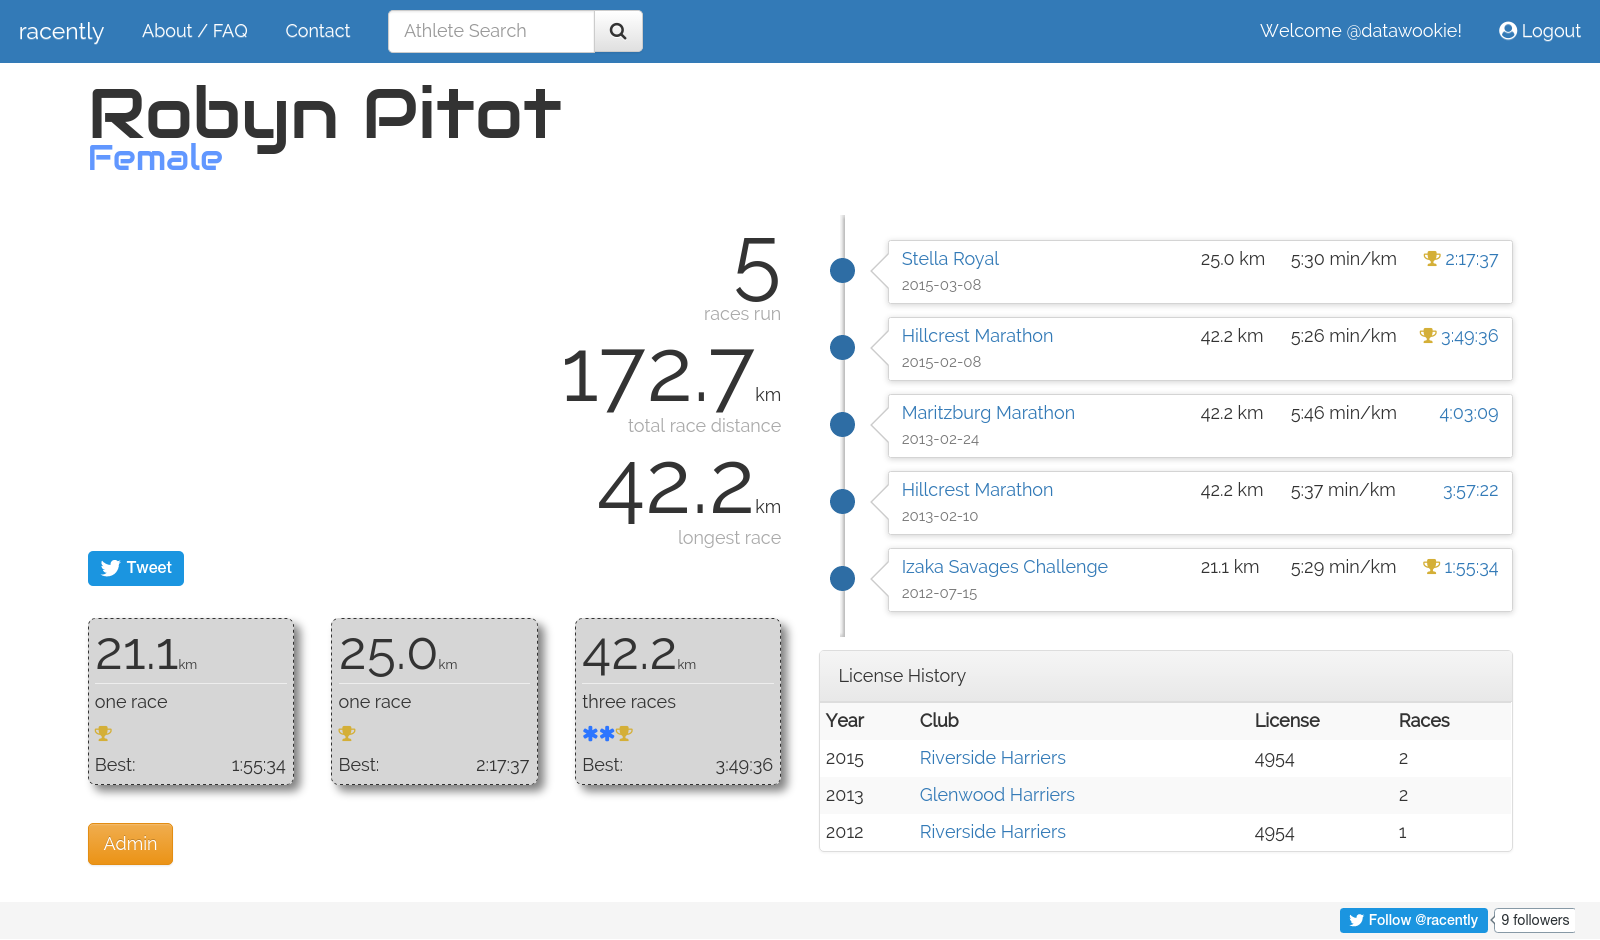 racently About / FAQ Contact Athlete Search Welcome @datawookie! Logout
Robyn Pitot
Female
5
races run
172.7 km
total race distance
42.2 km
longest race
Tweet
21.1 km
one race
Best: 1:55:34
25.0 km
one race
Best: 2:17:37
42.2 km
three races
Best: 3:49:36
Admin
Stella Royal 25.0 km 5:30 min/km 2:17:37
2015-03-08
Hillcrest Marathon 42.2 km 5:26 min/km 3:49:36
2015-02-08
Maritzburg Marathon 42.2 km 5:46 min/km 4:03:09
2013-02-24
Hillcrest Marathon 42.2 km 5:37 min/km 3:57:22
2013-02-10
Izaka Savages Challenge 21.1 km 5:29 min/km 1:55:34
2012-07-15
License History
Year Club License Races
2015 Riverside Harriers 4954 2
2013 Glenwood Harriers 2
2012 Riverside Harriers 4954 1
Follow @racently 9 followers